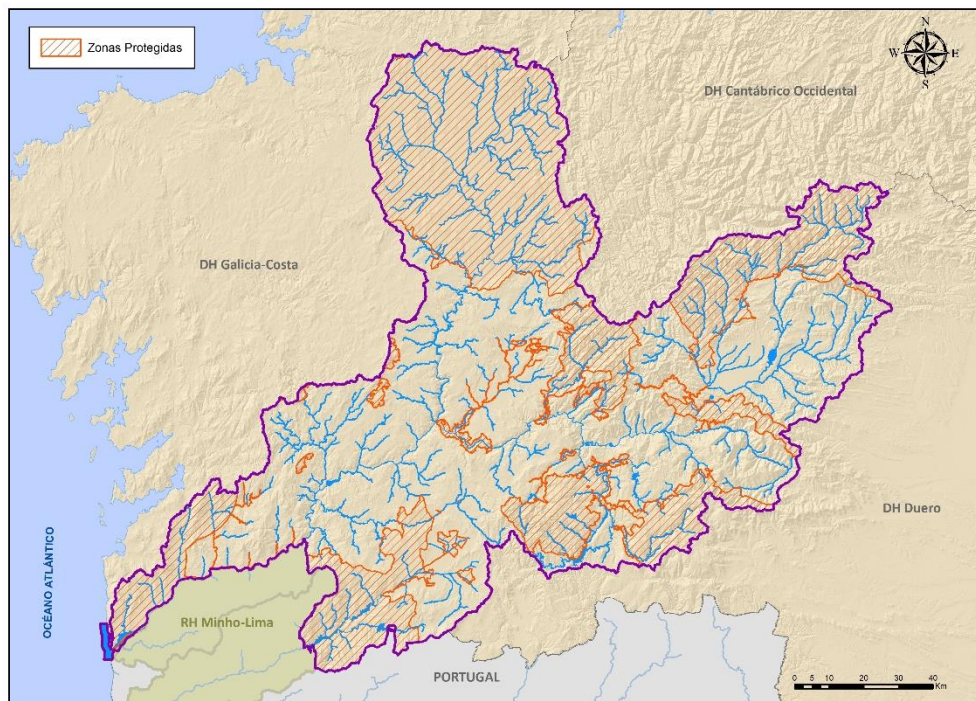 Zonas Protegidas
N
W
E
S
DH Cantábrico Occidental
DH Galicia-Costa
DH Duero
OCÉANO ATLÁNTICO
RH Minho-Lima
PORTUGAL
0 5 10 20 30 40
Km